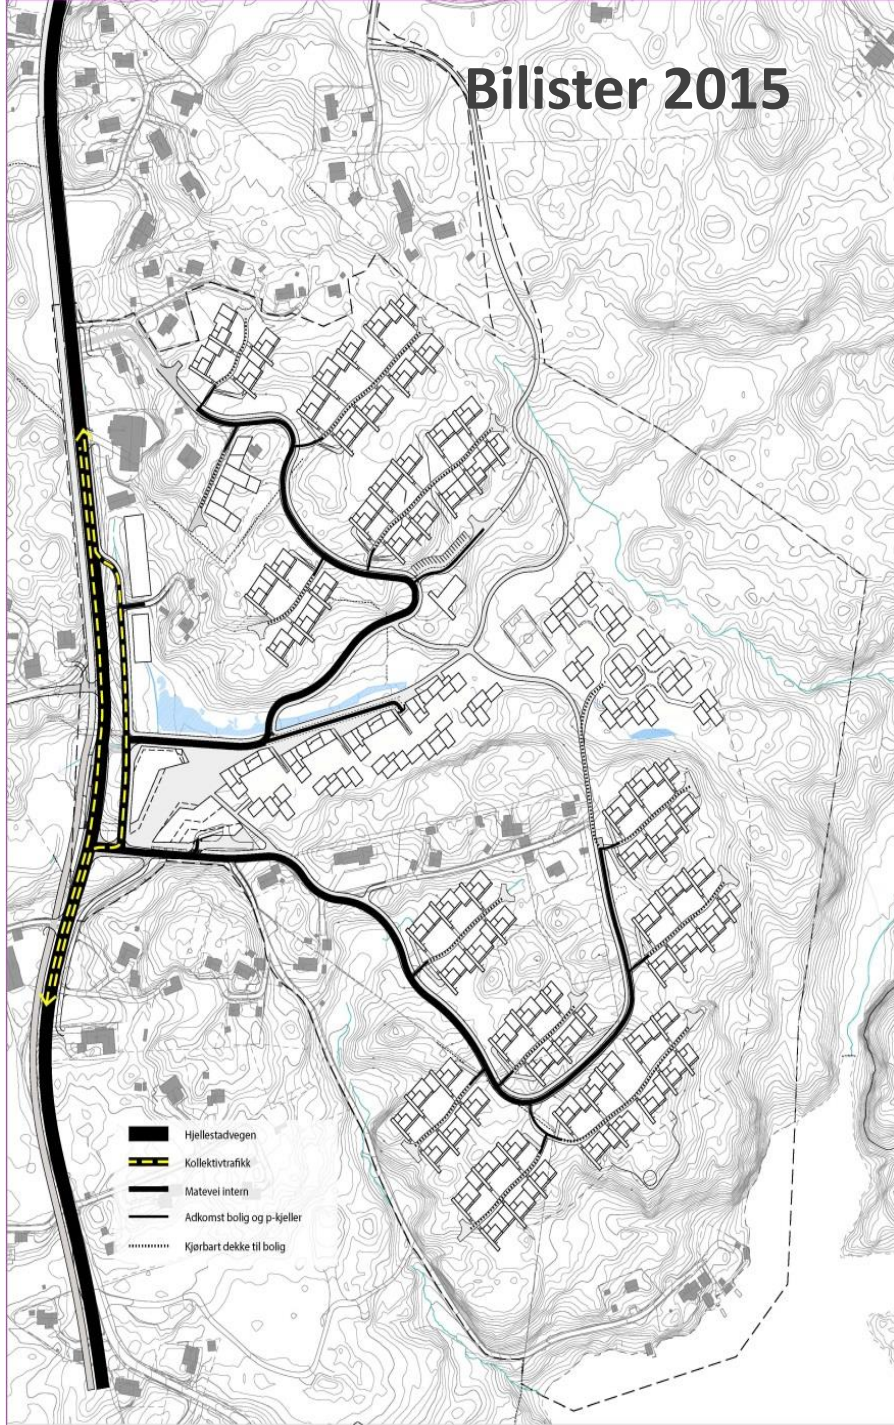 Bilister 2015
Hjellestadvegen
Kollektivtrafikk
Matevei intern
Adkomst bolig og p-kjeller
Kjørbart dekke til bolig